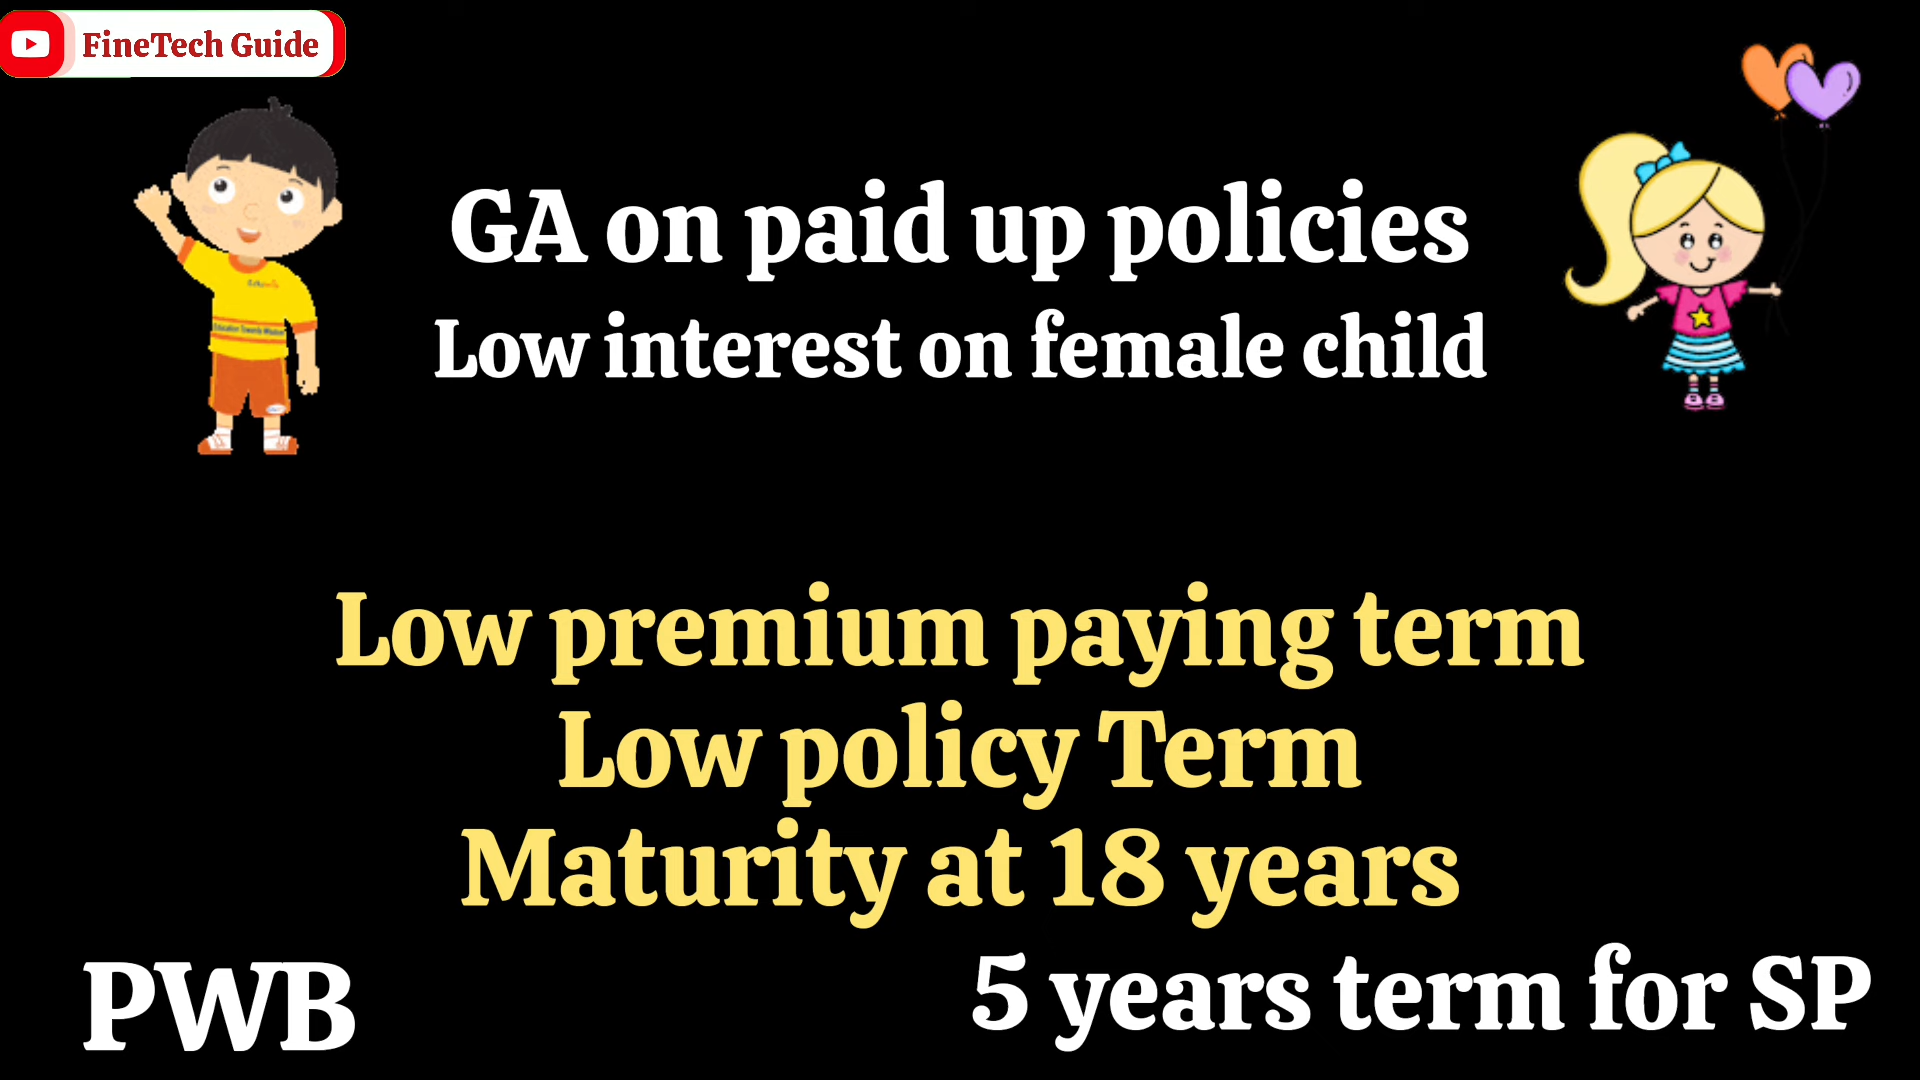 FineTech Guide
GA on paid up policies
Low interest on female child
Low premium paying term
Low policy Term
Maturity at 18 years
PWB
5 years term for SP